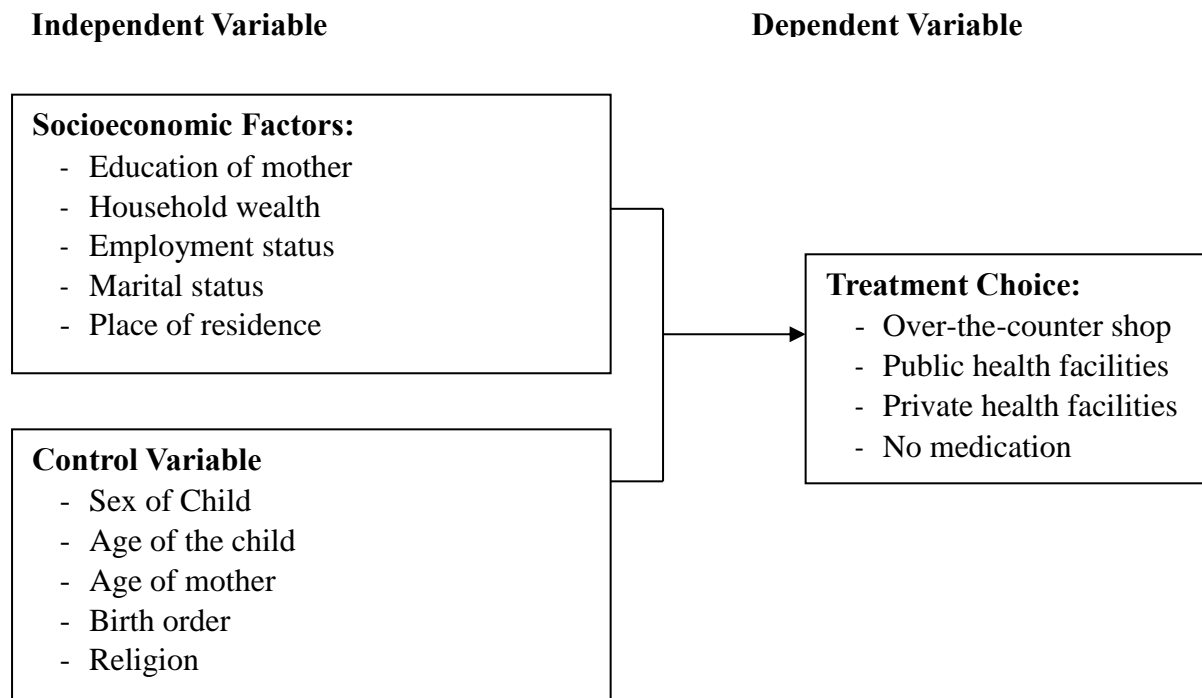 Independent Variable
Dependent Variable
Socioeconomic Factors:
- Education of mother
- Household wealth
- Employment status
- Marital status
- Place of residence
Treatment Choice:
- Over-the-counter shop
- Public health facilities
- Private health facilities
- No medication
Control Variable
- Sex of Child
- Age of the child
- Age of mother
- Birth order
- Religion